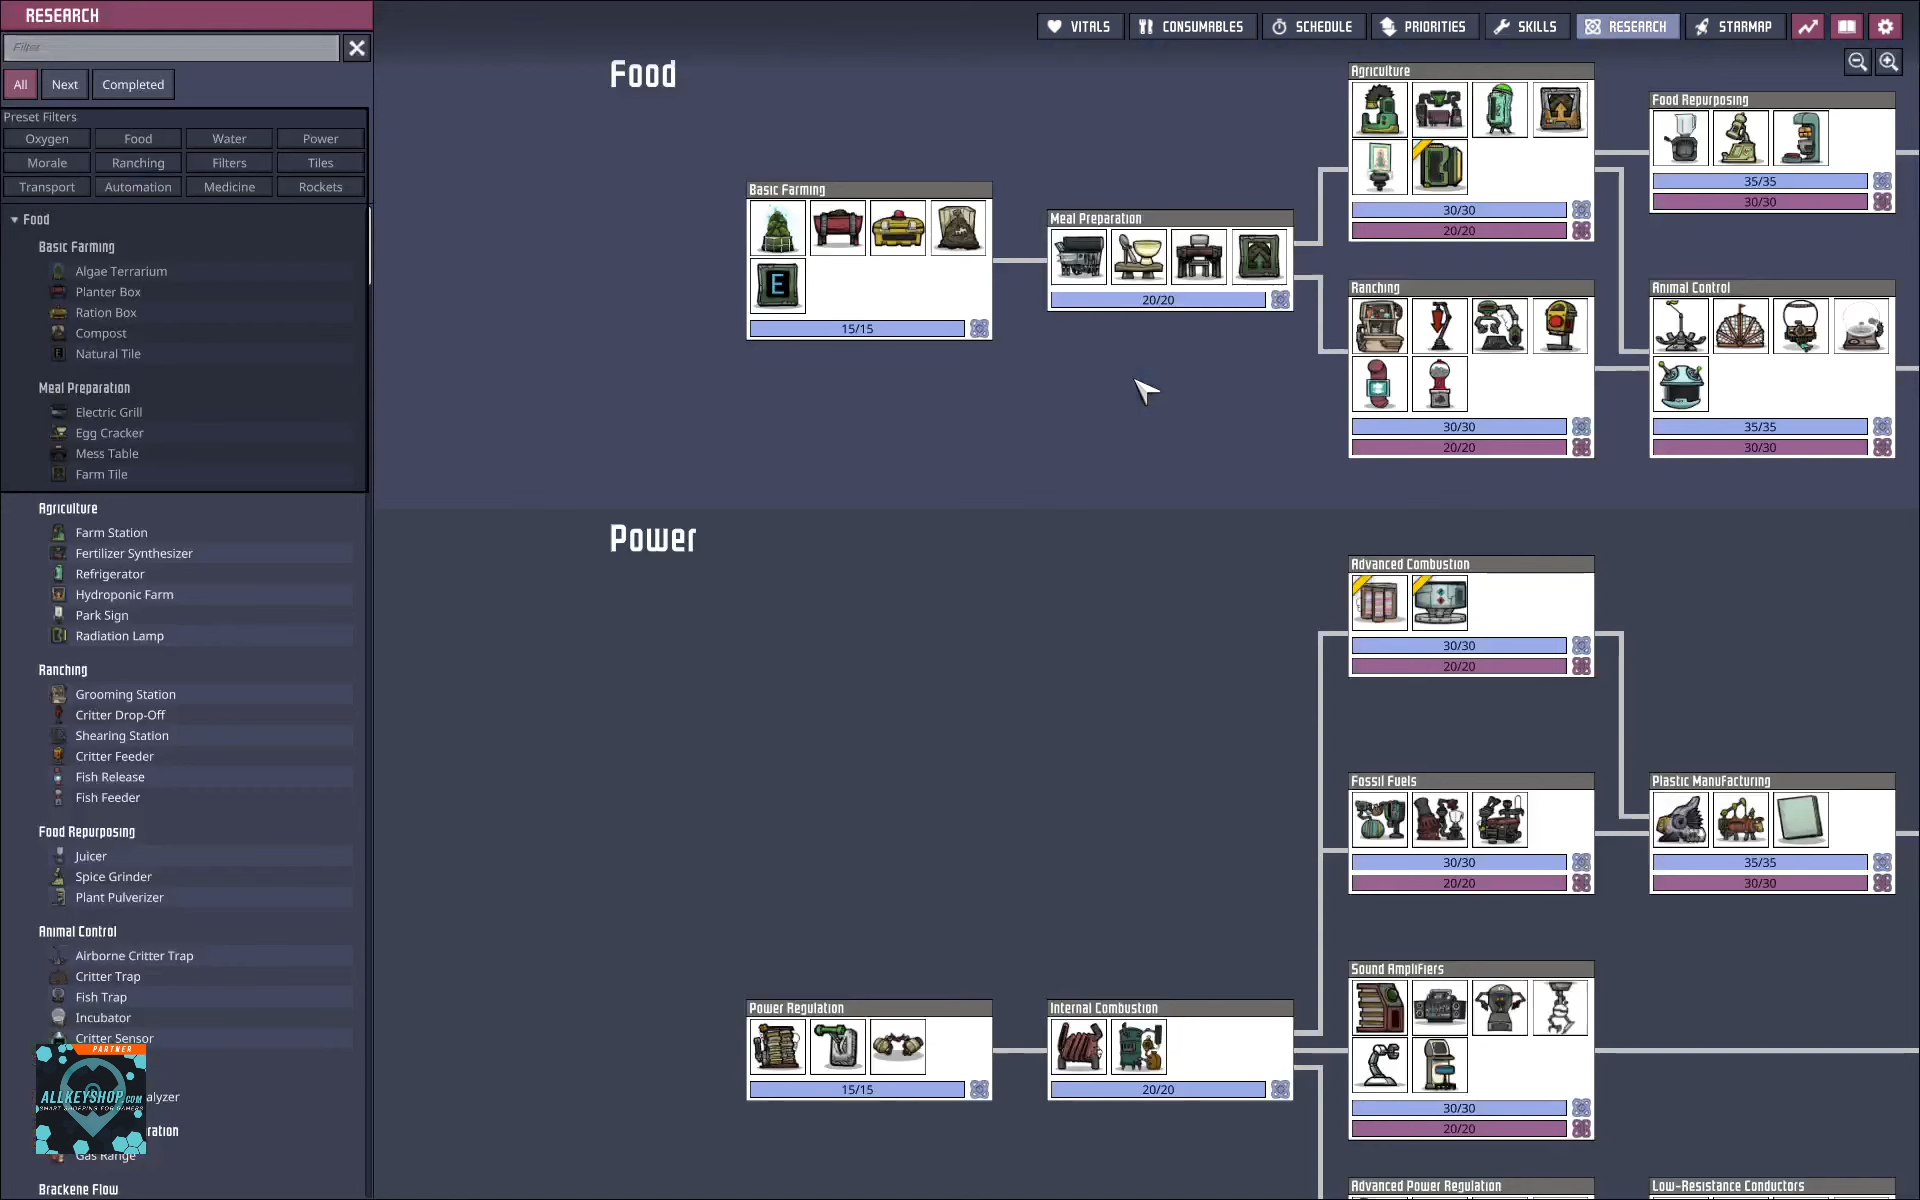 RESEARCH
Filter...
All Next Completed
Preset Filters
Oxygen Food Water Power
Morale Ranching Filters Tiles
Transport Automation Medicine Rockets
Food
Basic Farming
Algae Terrarium
Planter Box
Ration Box
Compost
Natural Tile
Meal Preparation
Electric Grill
Egg Cracker
Mess Table
Farm Tile
Agriculture
Farm Station
Fertilizer Synthesizer
Refrigerator
Hydroponic Farm
Park Sign
Radiation Lamp
Ranching
Grooming Station
Critter Drop-Off
Shearing Station
Critter Feeder
Fish Release
Fish Feeder
Food Repurposing
Juicer
Spice Grinder
Plant Pulverizer
Animal Control
Airborne Critter Trap
Critter Trap
Fish Trap
Incubator
Critter Sensor
alyzer
ration
Gas Range
Brackene Flow
PARTNER
ALLKEYSHOP.COM
SMART SHOPPING FOR GAMERS
VITALS CONSUMABLES SCHEDULE PRIORITIES SKILLS RESEARCH STARMAP
Food
Basic Farming
E
15/15
Meal Preparation
20/20
Agriculture
30/30
20/20
Food Repurposing
35/35
30/30
Ranching
30/30
20/20
Animal Control
35/35
30/30
Power
Advanced Combustion
30/30
20/20
Fossil Fuels
30/30
20/20
Plastic Manufacturing
35/35
30/30
Sound Amplifiers
30/30
20/20
Power Regulation
15/15
Internal Combustion
20/20
Advanced Power Regulation
Low-Resistance Conductors